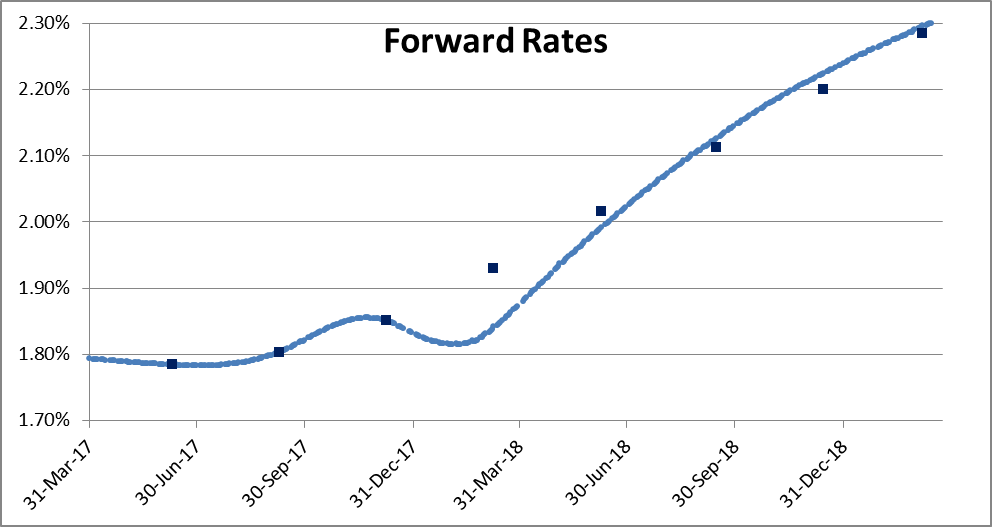 Forward Rates
2.30%
2.20%
2.10%
2.00%
1.90%
1.80%
1.70%
31-Mar-17
30-Jun-17
30-Sep-17
31-Dec-17
31-Mar-18
30-Jun-18
30-Sep-18
31-Dec-18